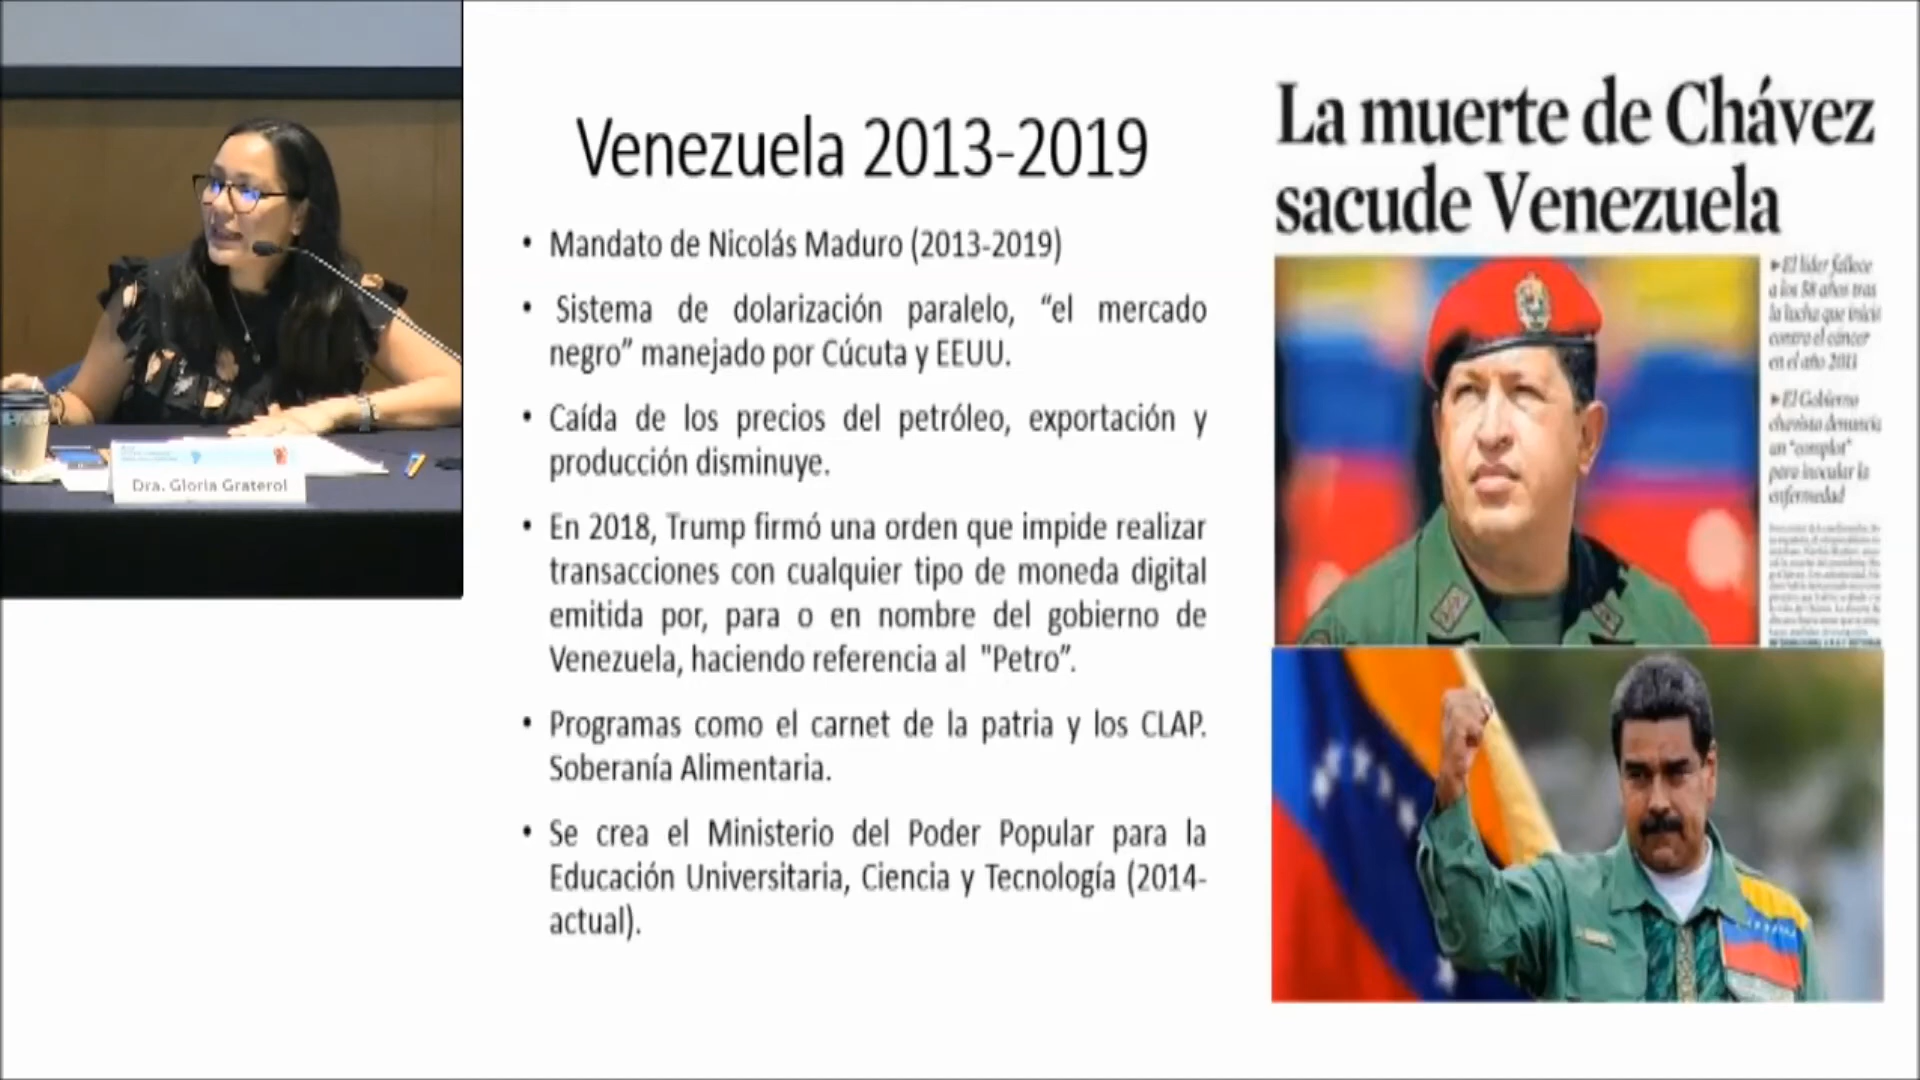 Venezuela 2013-2019
• Mandato de Nicolás Maduro (2013-2019)
• Sistema de dolarización paralelo, “el mercado
negro” manejado por Cúcuta y EEUU.
• Caída de los precios del petróleo, exportación y
producción disminuye.
• En 2018, Trump firmó una orden que impide realizar
transacciones con cualquier tipo de moneda digital
emitida por, para o en nombre del gobierno de
Venezuela, haciendo referencia al "Petro”.
• Programas como el carnet de la patria y los CLAP.
Soberanía Alimentaria.
• Se crea el Ministerio del Poder Popular para la
Educación Universitaria, Ciencia y Tecnología (2014-
actual).
La muerte de Chávez
sacude Venezuela
▸El líder fallece
a los 58 años tras
la lucha que inició
contra el cáncer
en el año 2011
▸El Gobierno
chavista denuncia
un “complot”
para inocular la
enfermedad
Dra. Gloria Graterol